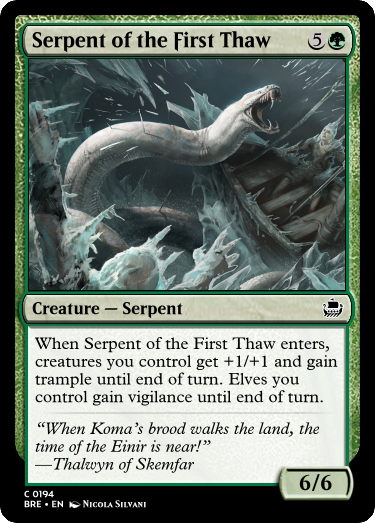 Serpent of the First Thaw 5
Creature — Serpent
When Serpent of the First Thaw enters,
creatures you control get +1/+1 and gain
trample until end of turn. Elves you
control gain vigilance until end of turn.
“When Koma’s brood walks the land, the
time of the Einir is near!”
—Thalwyn of Skemfar
6/6
C 0194
BRE • EN Nicola Silvani